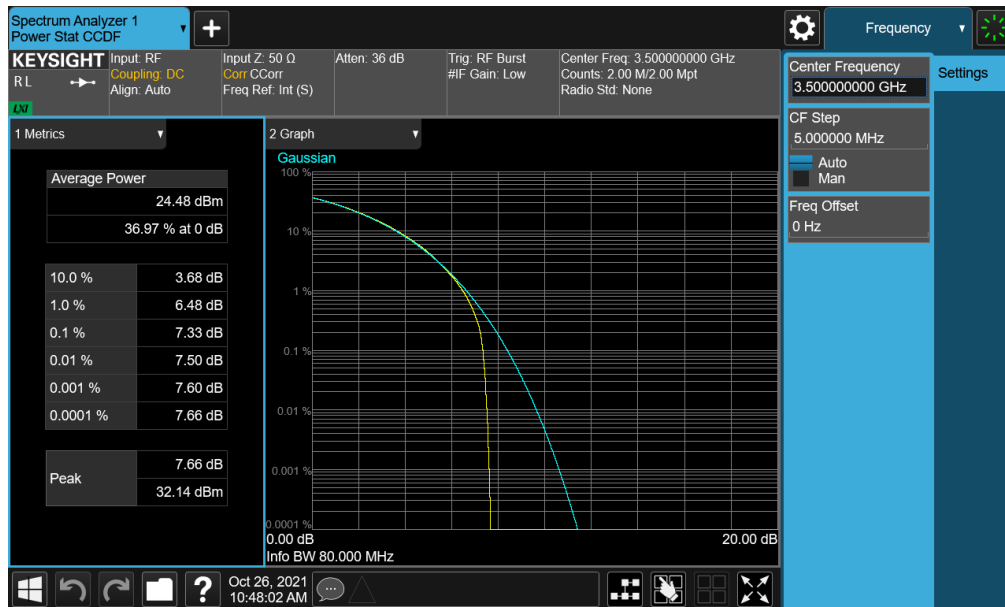 Spectrum Analyzer 1
Power Stat CCDF
+
Frequency
KEYSIGHT
RL
LXI
Input: RF
Coupling: DC
Align: Auto
Input Z: 50 Ω
Corr CCorr
Freq Ref: Int (S)
Atten: 36 dB
Trig: RF Burst
#IF Gain: Low
Center Freq: 3.500000000 GHz
Counts: 2.00 M/2.00 Mpt
Radio Std: None
Center Frequency
3.500000000 GHz
Settings
CF Step
5.000000 MHz
Auto
Man
Freq Offset
0 Hz
1 Metrics
Average Power
24.48 dBm
36.97 % at 0 dB
10.0 % 3.68 dB
1.0 % 6.48 dB
0.1 % 7.33 dB
0.01 % 7.50 dB
0.001 % 7.60 dB
0.0001 % 7.66 dB
Peak
7.66 dB
32.14 dBm
2 Graph
Gaussian
100 %
10 %
1 %
0.1 %
0.01 %
0.001 %
0.0001 %
0.00 dB 20.00 dB
Info BW 80.000 MHz
?
Oct 26, 2021
10:48:02 AM